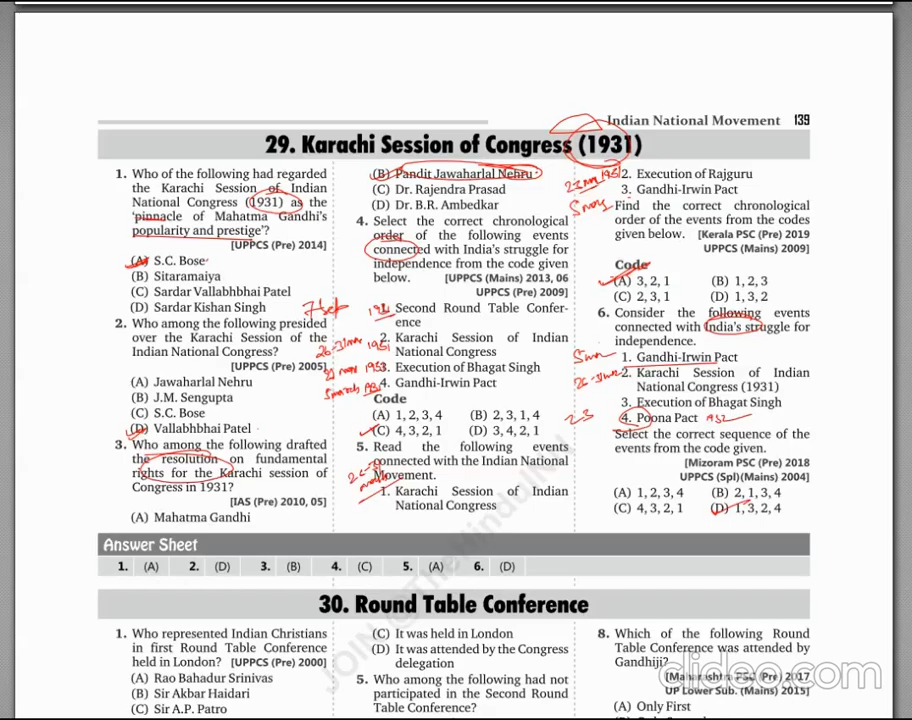 Indian National Movement 139
29. Karachi Session of Congress (1931)
1. Who of the following had regarded
the Karachi Session of Indian
National Congress (1931) as the
'pinnacle of Mahatma Gandhi's
popularity and prestige'?
[UPPCS (Pre) 2014]
(A) S.C. Bose
(B) Sitaramaiya
(C) Sardar Vallabhbhai Patel
(D) Sardar Kishan Singh
2. Who among the following presided
over the Karachi Session of the
Indian National Congress?
[UPPCS (Pre) 2005]
(A) Jawaharlal Nehru
(B) J.M. Sengupta
(C) S.C. Bose
(D) Vallabhbhai Patel
3. Who among the following drafted
the resolution on fundamental
rights for the Karachi session of
Congress in 1931?
[IAS (Pre) 2010, 05]
(A) Mahatma Gandhi
(B) Pandit Jawaharlal Nehru
(C) Dr. Rajendra Prasad
(D) Dr. B.R. Ambedkar
4. Select the correct chronological
order of the following events
connected with India's struggle for
independence from the code given
below. [UPPCS (Mains) 2013, 06
UPPCS (Pre) 2009]
7 Sep
1. Second Round Table Confer-
ence
2. Karachi Session of Indian
National Congress
3. Execution of Bhagat Singh
4. Gandhi-Irwin Pact
Code
(A) 1, 2, 3, 4 (B) 2, 3, 1, 4
(C) 4, 3, 2, 1 (D) 3, 4, 2, 1
5. Read the following events
connected with the Indian National
Movement.
1. Karachi Session of Indian
National Congress
2. Execution of Rajguru
3. Gandhi-Irwin Pact
Find the correct chronological
order of the events from the codes
given below. [Kerala PSC (Pre) 2019
UPPCS (Mains) 2009]
Code
(A) 3, 2, 1 (B) 1, 2, 3
(C) 2, 3, 1 (D) 1, 3, 2
6. Consider the following events
connected with India's struggle for
independence.
1. Gandhi-Irwin Pact
2. Karachi Session of Indian
National Congress (1931)
3. Execution of Bhagat Singh
4. Poona Pact 1932
Select the correct sequence of the
events from the code given.
[Mizoram PSC (Pre) 2018
UPPCS (Spl)(Mains) 2004]
(A) 1, 2, 3, 4 (B) 2, 1, 3, 4
(C) 4, 3, 2, 1 (D) 1, 3, 2, 4
Answer Sheet
1. (A) 2. (D) 3. (B) 4. (C) 5. (A) 6. (D)
30. Round Table Conference
1. Who represented Indian Christians
in first Round Table Conference
held in London? [UPPCS (Pre) 2000]
(A) Rao Bahadur Srinivas
(B) Sir Akbar Haidari
(C) Sir A.P. Patro
(C) It was held in London
(D) It was attended by the Congress
delegation
5. Who among the following had not
participated in the Second Round
Table Conference?
8. Which of the following Round
Table Conference was attended by
Gandhiji?
[Maharashtra PSC (Pre) 2017
UP Lower Sub. (Mains) 2015]
(A) Only First
clideo.com